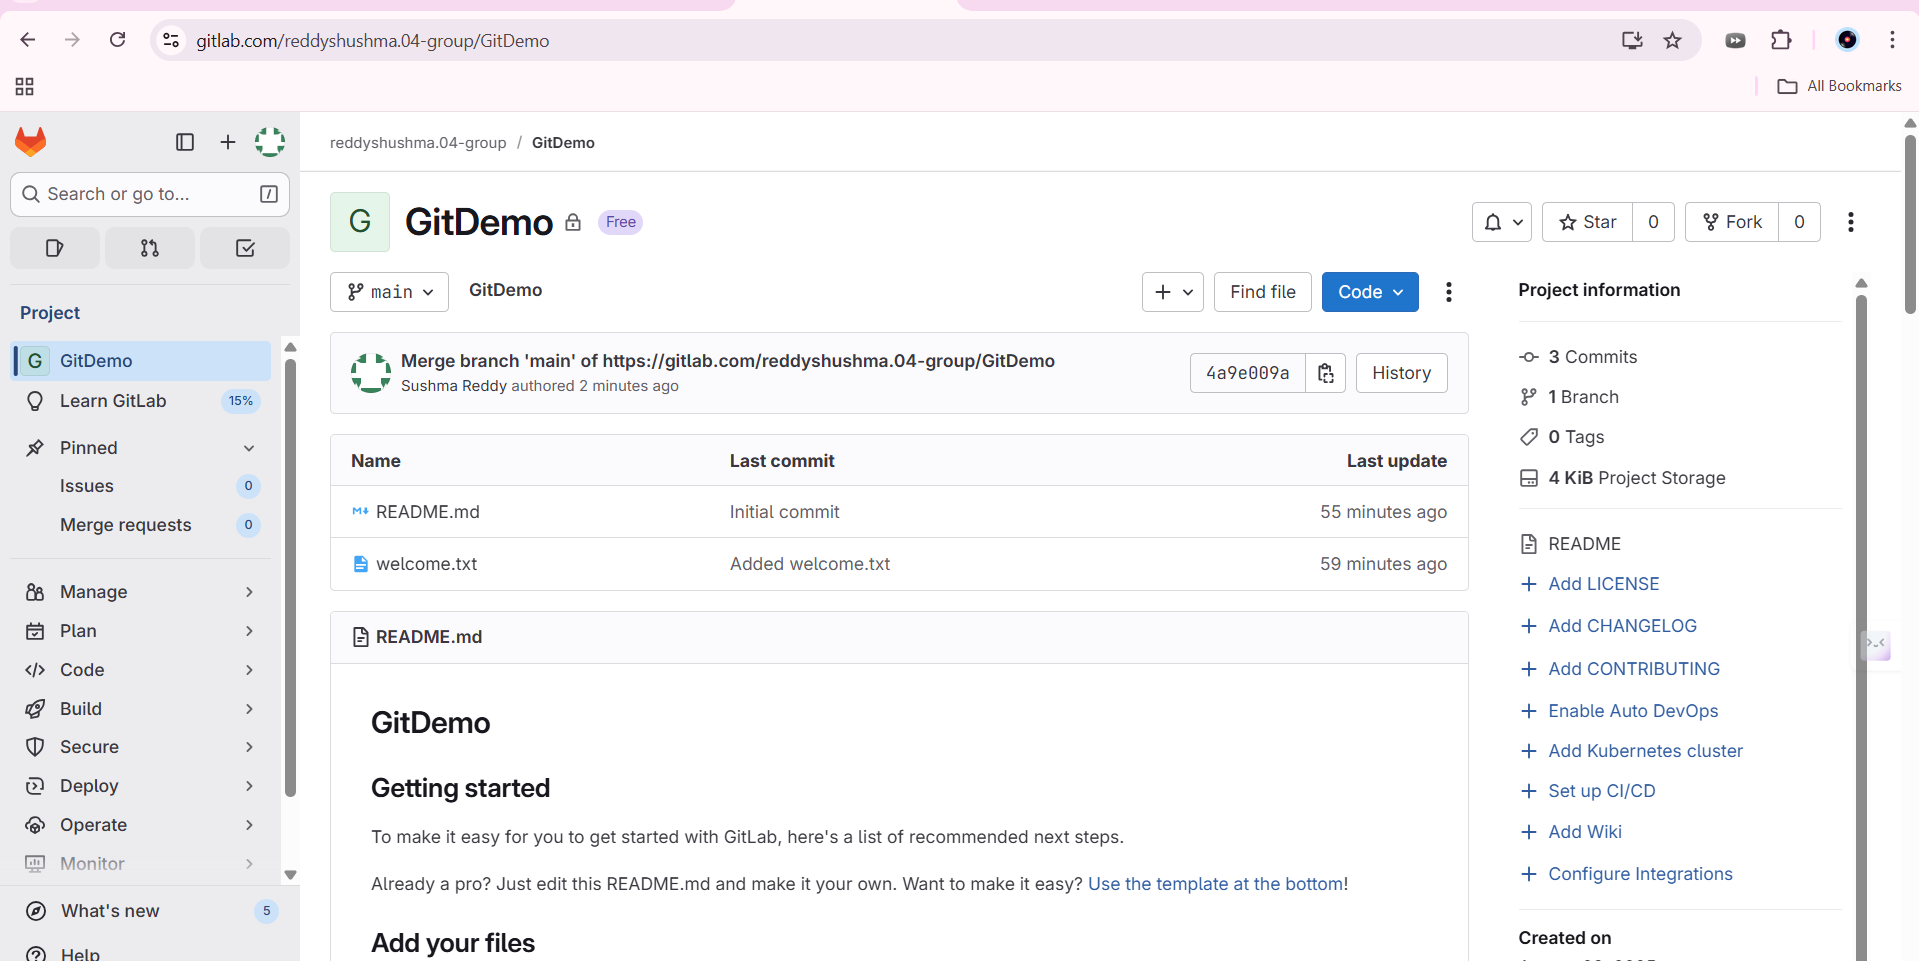 gitlab.com/reddyshushma.04-group/GitDemo
All Bookmarks
Search or go to...
/
Project
G GitDemo
Learn GitLab 15%
Pinned
Issues 0
Merge requests 0
Manage
Plan
Code
Build
Secure
Deploy
Operate
Monitor
What's new 5
Help
reddyshushma.04-group / GitDemo
G GitDemo Free
Star 0 Fork 0
main GitDemo Find file Code
Merge branch 'main' of https://gitlab.com/reddyshushma.04-group/GitDemo
Sushma Reddy authored 2 minutes ago
4a9e009a History
Name Last commit Last update
README.md Initial commit 55 minutes ago
welcome.txt Added welcome.txt 59 minutes ago
README.md
GitDemo
Getting started
To make it easy for you to get started with GitLab, here's a list of recommended next steps.
Already a pro? Just edit this README.md and make it your own. Want to make it easy? Use the template at the bottom!
Add your files
Project information
3 Commits
1 Branch
0 Tags
4 KiB Project Storage
README
Add LICENSE
Add CHANGELOG
Add CONTRIBUTING
Enable Auto DevOps
Add Kubernetes cluster
Set up CI/CD
Add Wiki
Configure Integrations
Created on